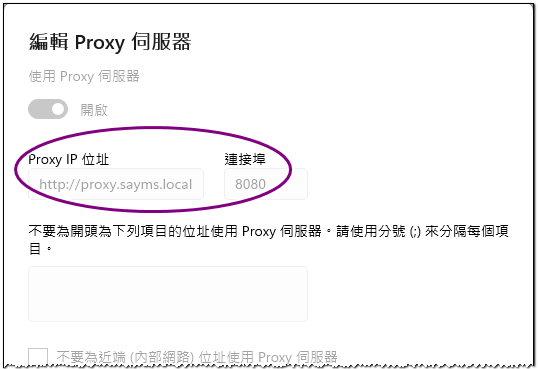 編輯 Proxy 伺服器
使用 Proxy 伺服器
開啟
Proxy IP 位址 連接埠
http://proxy.sayms.local 8080
不要為開頭為下列項目的位址使用 Proxy 伺服器。請使用分號 (;) 來分隔每個項
目。
不要為近端 (內部網路) 位址使用 Proxy 伺服器